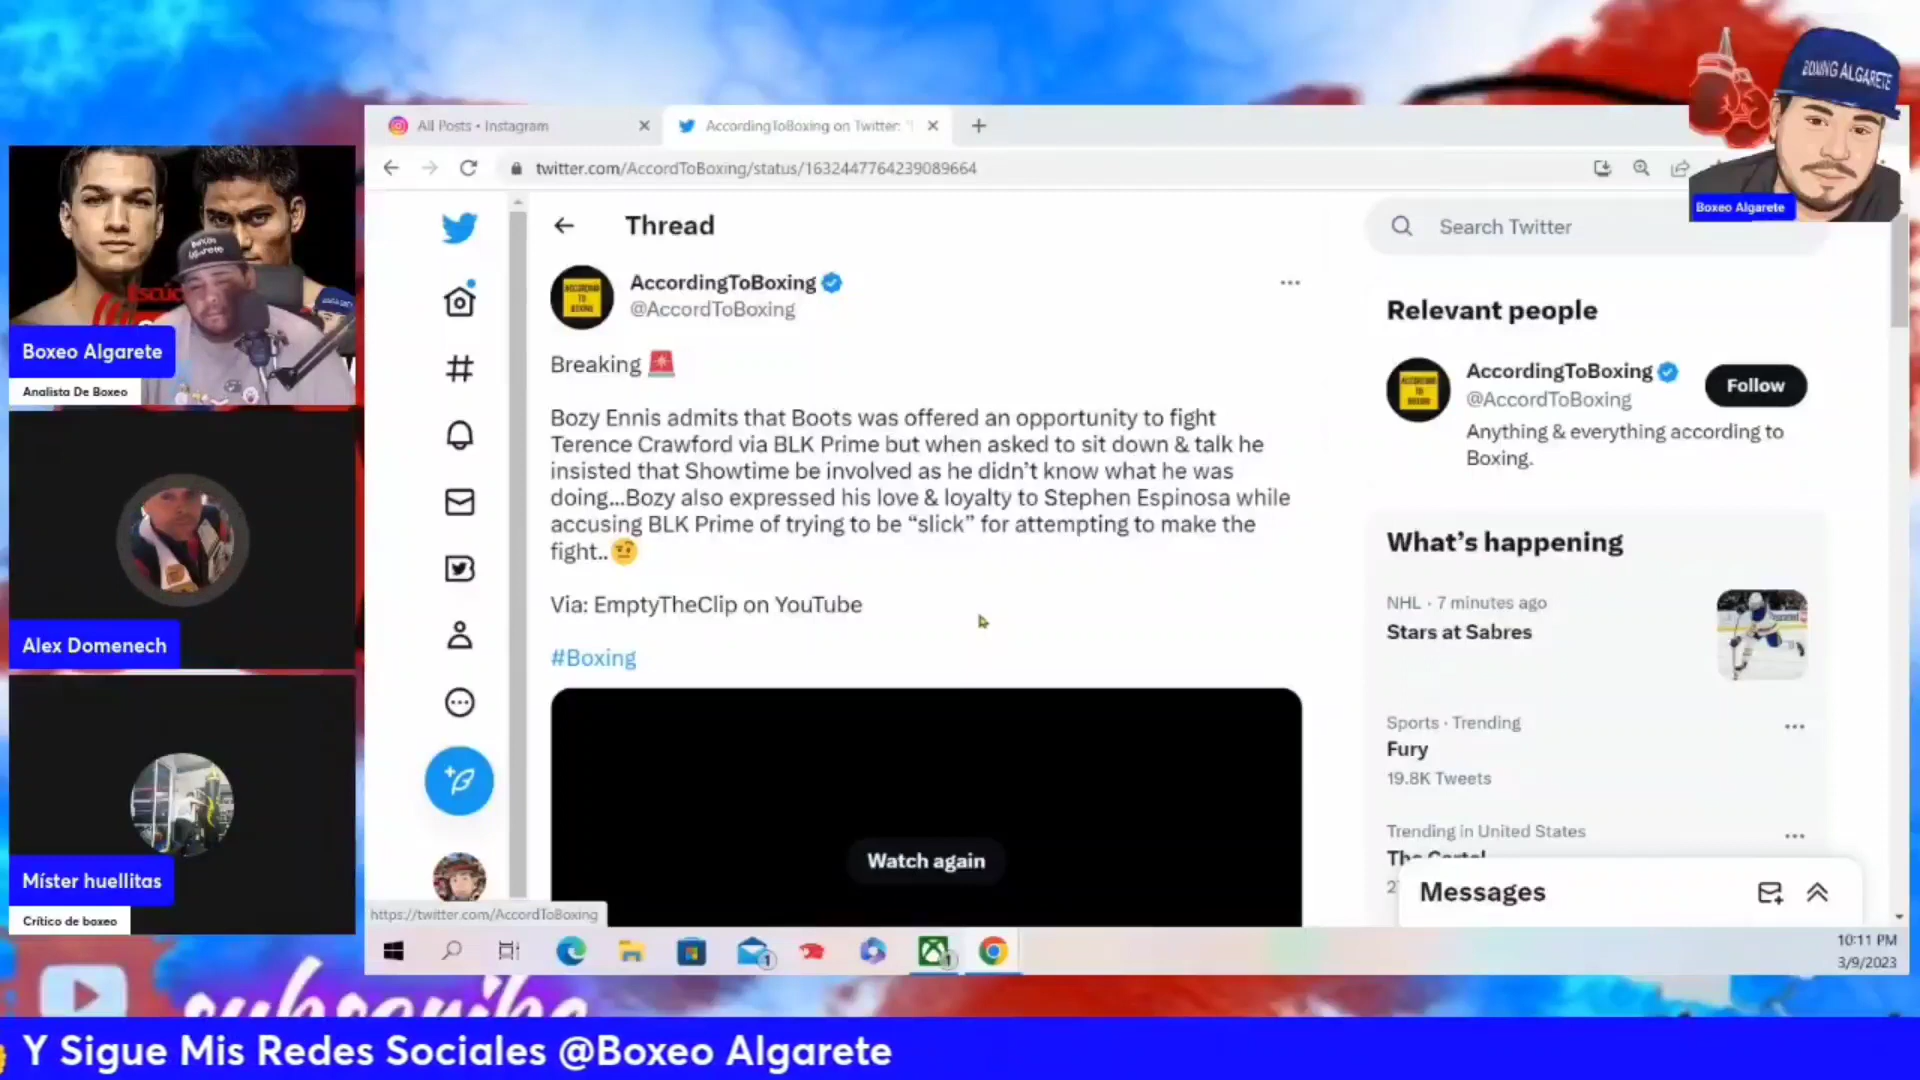 All Posts • Instagram
AccordingToBoxing on Twitter: "
twitter.com/AccordToBoxing/status/1632447764239089664
BOXING ALGARETE
Boxeo Algarete
Thread
Search Twitter
AccordingToBoxing
@AccordToBoxing
Breaking 🚨
Bozy Ennis admits that Boots was offered an opportunity to fight
Terence Crawford via BLK Prime but when asked to sit down & talk he
insisted that Showtime be involved as he didn’t know what he was
doing...Bozy also expressed his love & loyalty to Stephen Espinosa while
accusing BLK Prime of trying to be “slick” for attempting to make the
fight..🤨
Via: EmptyTheClip on YouTube
#Boxing
Watch again
Relevant people
AccordingToBoxing
@AccordToBoxing
Follow
Anything & everything according to
Boxing.
What’s happening
NHL · 7 minutes ago
Stars at Sabres
Sports · Trending
Fury
19.8K Tweets
Trending in United States
The Cartel
Messages
https://twitter.com/AccordToBoxing
10:11 PM
3/9/2023
Boxeo Algarete
Analista De Boxeo
Alex Domenech
Míster huellitas
Crítico de boxeo
subscribe
Y Sigue Mis Redes Sociales @Boxeo Algarete